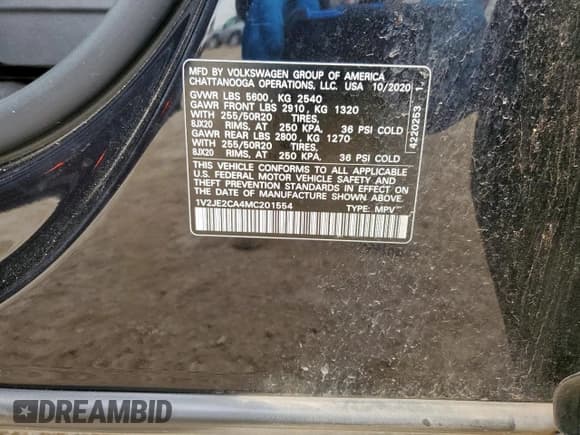 MFD BY VOLKSWAGEN GROUP OF AMERICA
CHATTANOOGA OPERATIONS, LLC. USA 10/2020
GVWR LBS 5600, KG 2540
GAWR FRONT LBS 2910, KG 1320
WITH 255/50R20 TIRES,
8JX20 RIMS, AT 250 KPA. 36 PSI COLD
GAWR REAR LBS 2800, KG 1270
WITH 255/50R20 TIRES,
8JX20 RIMS, AT 250 KPA. 36 PSI COLD
THIS VEHICLE CONFORMS TO ALL APPLICABLE
U.S. FEDERAL MOTOR VEHICLE SAFETY AND
THEFT PREVENTION STANDARDS IN EFFECT ON
THE DATE OF MANUFACTURE SHOWN ABOVE.
1V2JE2CA4MC201554 TYPE: MPV
4220253
DREAMBID